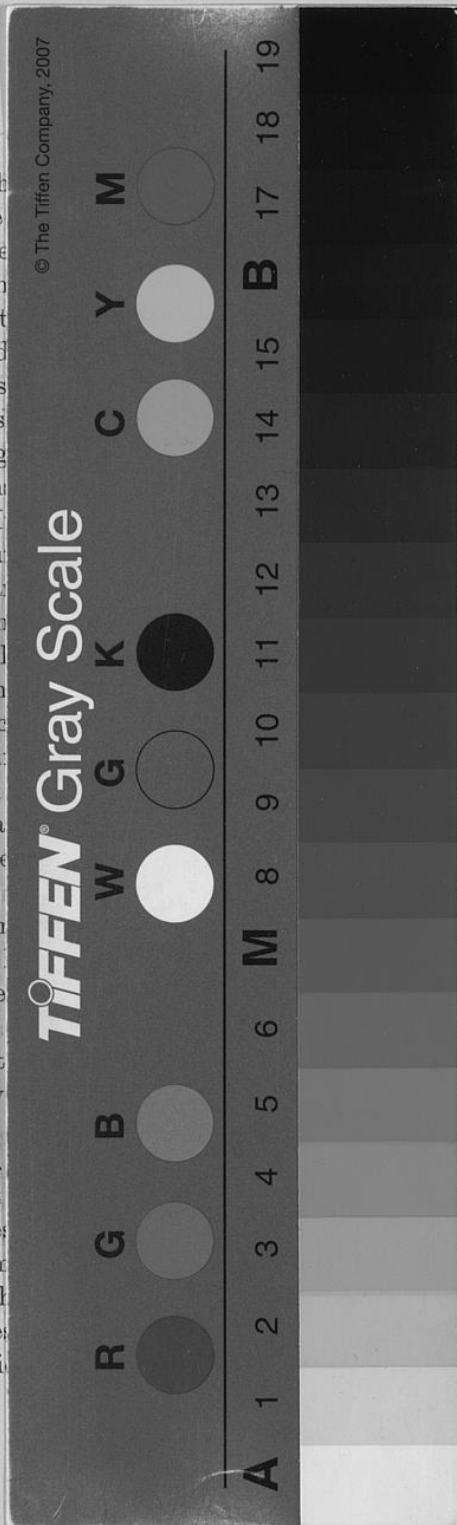 © The Tiffen Company, 2007
TIFFEN® Gray Scale
R G B W G K C Y M
A 1 2 3 4 5 6 M 8 9 10 11 12 13 14 15 B 17 18 19